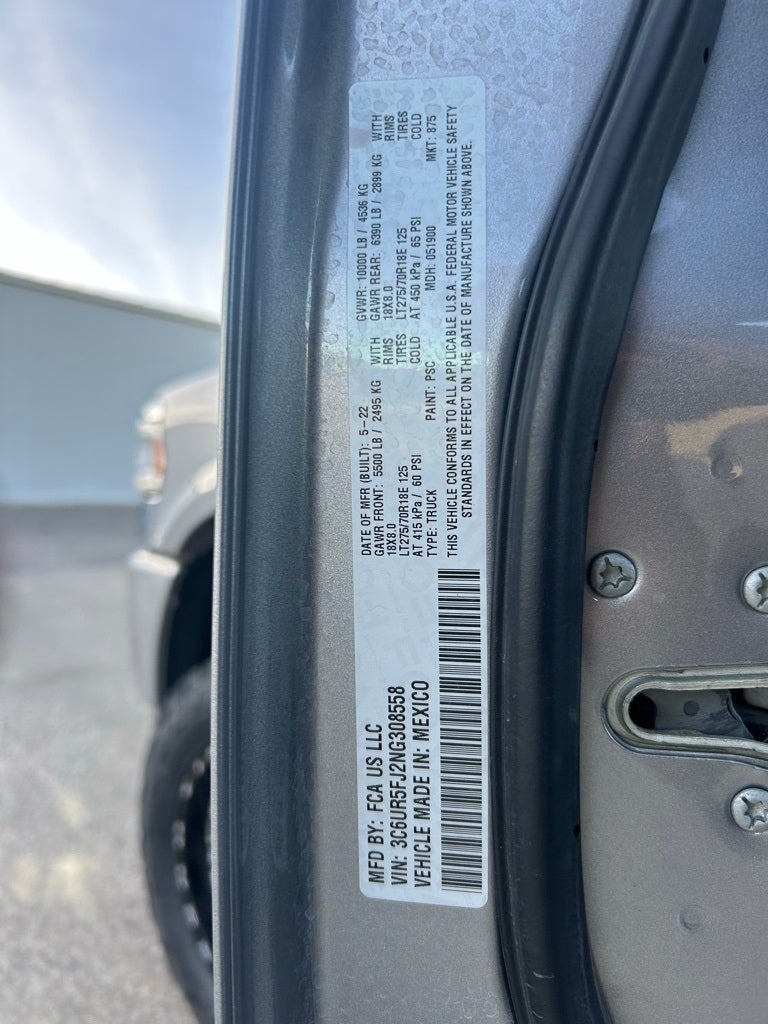 MFD BY: FCA US LLC
VIN: 3C6UR5FJ2NG308558
VEHICLE MADE IN: MEXICO
DATE OF MFR (BUILT): 5-22
GAWR FRONT: 5500 LB / 2495 KG WITH
18X8.0 RIMS
LT275/70R18E 125 TIRES
AT 415 kPa / 60 PSI COLD
TYPE: TRUCK PAINT: PSC
GVWR: 10000 LB / 4536 KG
GAWR REAR: 6390 LB / 2899 KG WITH
18X8.0 RIMS
LT275/70R18E 125 TIRES
AT 450 kPa / 65 PSI COLD
MDH: 051900 MKT: 875
THIS VEHICLE CONFORMS TO ALL APPLICABLE U.S.A. FEDERAL MOTOR VEHICLE SAFETY
STANDARDS IN EFFECT ON THE DATE OF MANUFACTURE SHOWN ABOVE.